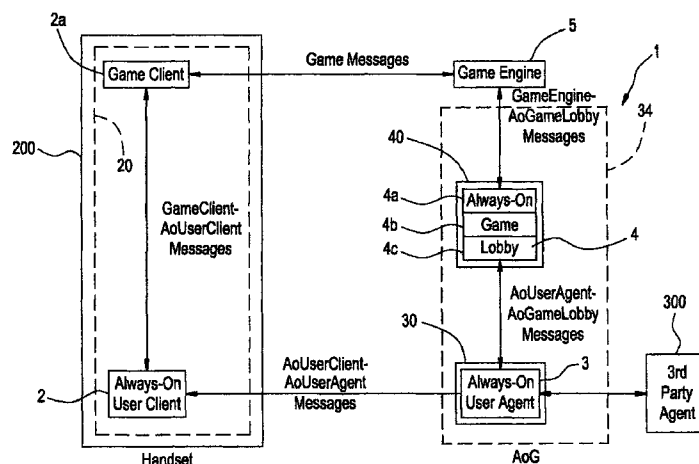 2a
Game Client
Game Messages
5
Game Engine
1
GameEngine-
AoGameLobby
Messages
34
200
20
40
4a
Always-On
4b
Game
4c
Lobby
4
GameClient-
AoUserClient
Messages
AoUserAgent-
AoGameLobby
Messages
30
300
2
Always-On
User Client
AoUserClient-
AoUserAgent
Messages
Always-On
User Agent
3
3rd
Party
Agent
Handset
AoG